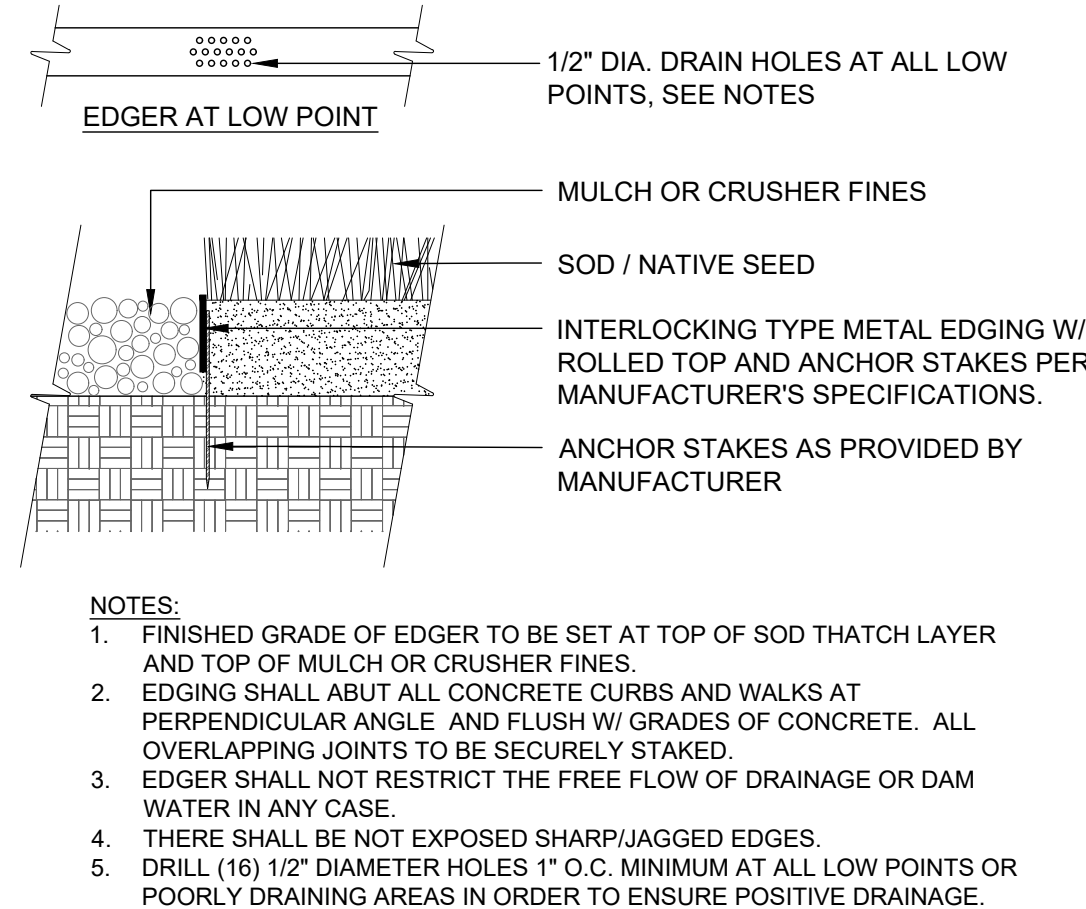 1/2" DIA. DRAIN HOLES AT ALL LOW
POINTS, SEE NOTES
EDGER AT LOW POINT
MULCH OR CRUSHER FINES
SOD / NATIVE SEED
INTERLOCKING TYPE METAL EDGING W/
ROLLED TOP AND ANCHOR STAKES PER
MANUFACTURER'S SPECIFICATIONS.
ANCHOR STAKES AS PROVIDED BY
MANUFACTURER
NOTES:
1. FINISHED GRADE OF EDGER TO BE SET AT TOP OF SOD THATCH LAYER
AND TOP OF MULCH OR CRUSHER FINES.
2. EDGING SHALL ABUT ALL CONCRETE CURBS AND WALKS AT
PERPENDICULAR ANGLE AND FLUSH W/ GRADES OF CONCRETE. ALL
OVERLAPPING JOINTS TO BE SECURELY STAKED.
3. EDGER SHALL NOT RESTRICT THE FREE FLOW OF DRAINAGE OR DAM
WATER IN ANY CASE.
4. THERE SHALL BE NOT EXPOSED SHARP/JAGGED EDGES.
5. DRILL (16) 1/2" DIAMETER HOLES 1" O.C. MINIMUM AT ALL LOW POINTS OR
POORLY DRAINING AREAS IN ORDER TO ENSURE POSITIVE DRAINAGE.